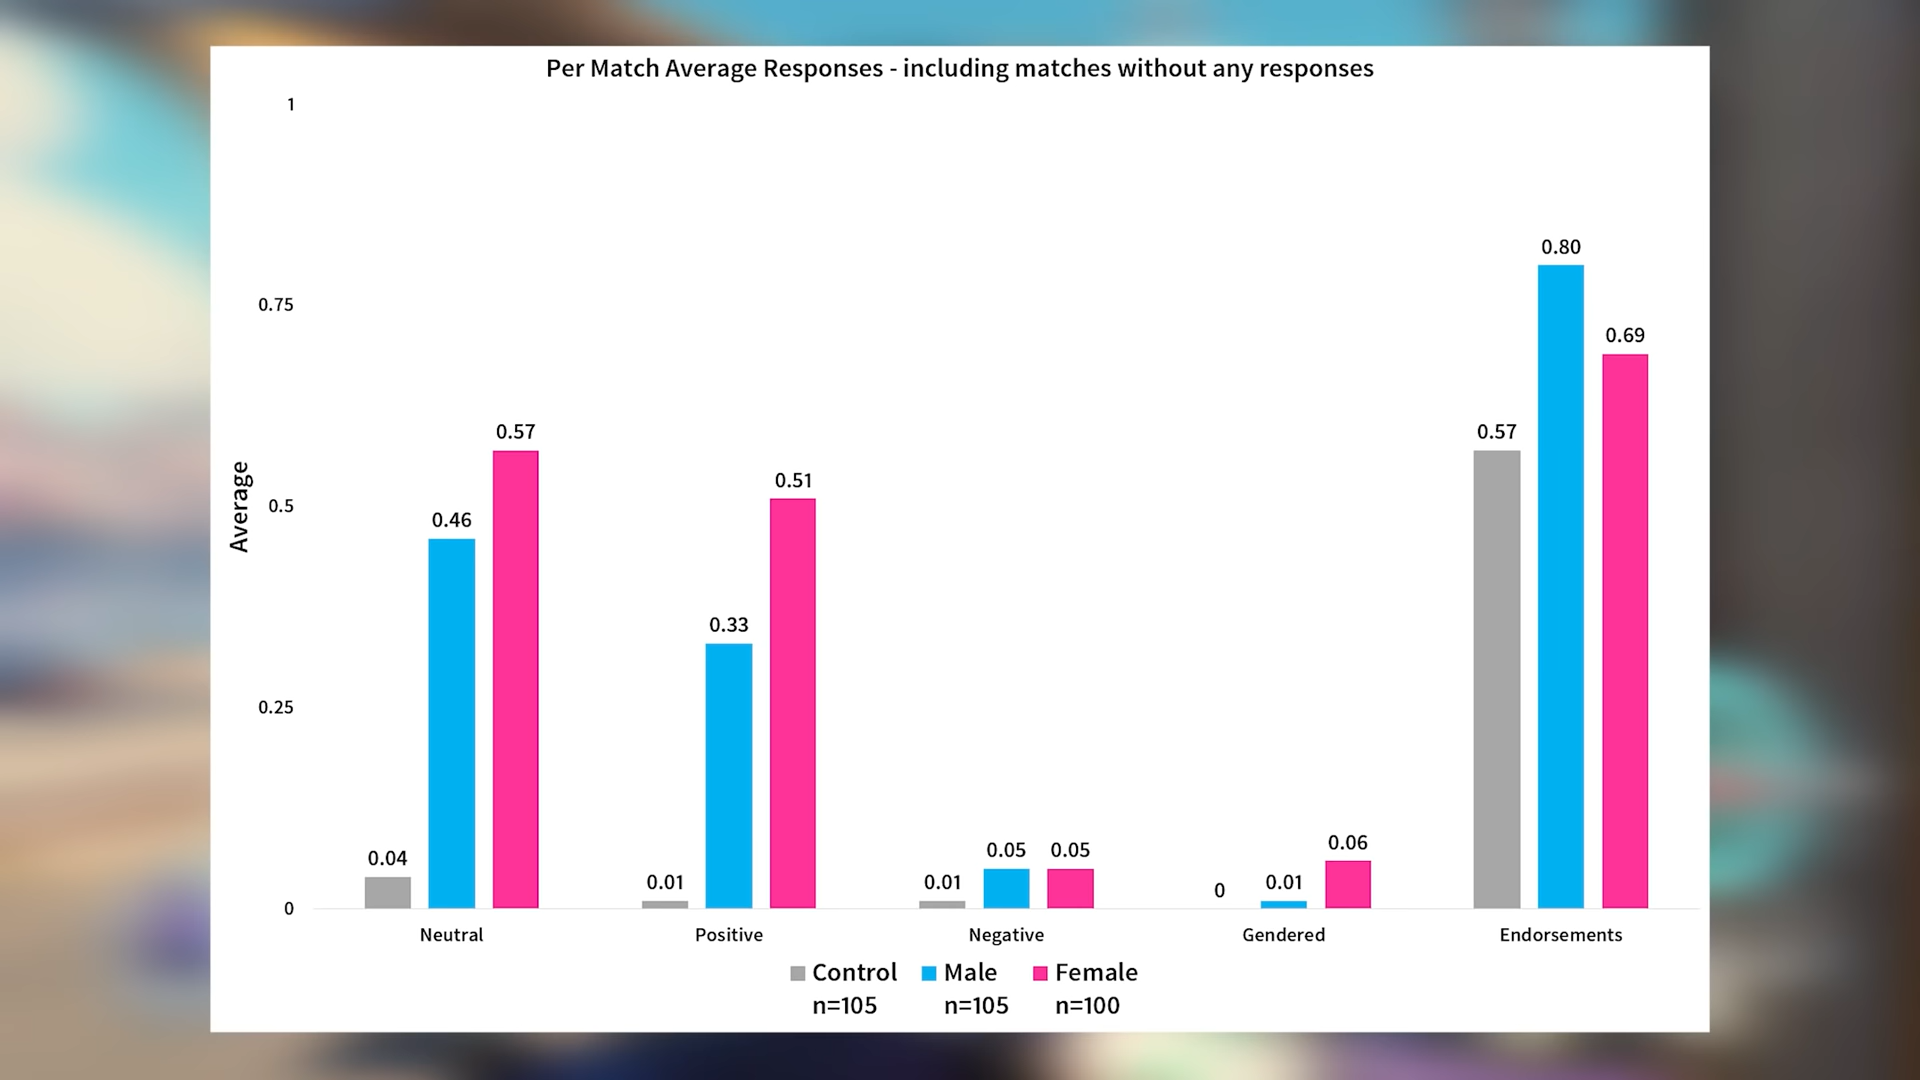 Per Match Average Responses - including matches without any responses
1
0.75
0.5
0.25
0
Average
0.04
0.46
0.57
0.01
0.33
0.51
0.01
0.05
0.05
0
0.01
0.06
0.57
0.80
0.69
Neutral
Positive
Negative
Gendered
Endorsements
Control Male Female
n=105 n=105 n=100